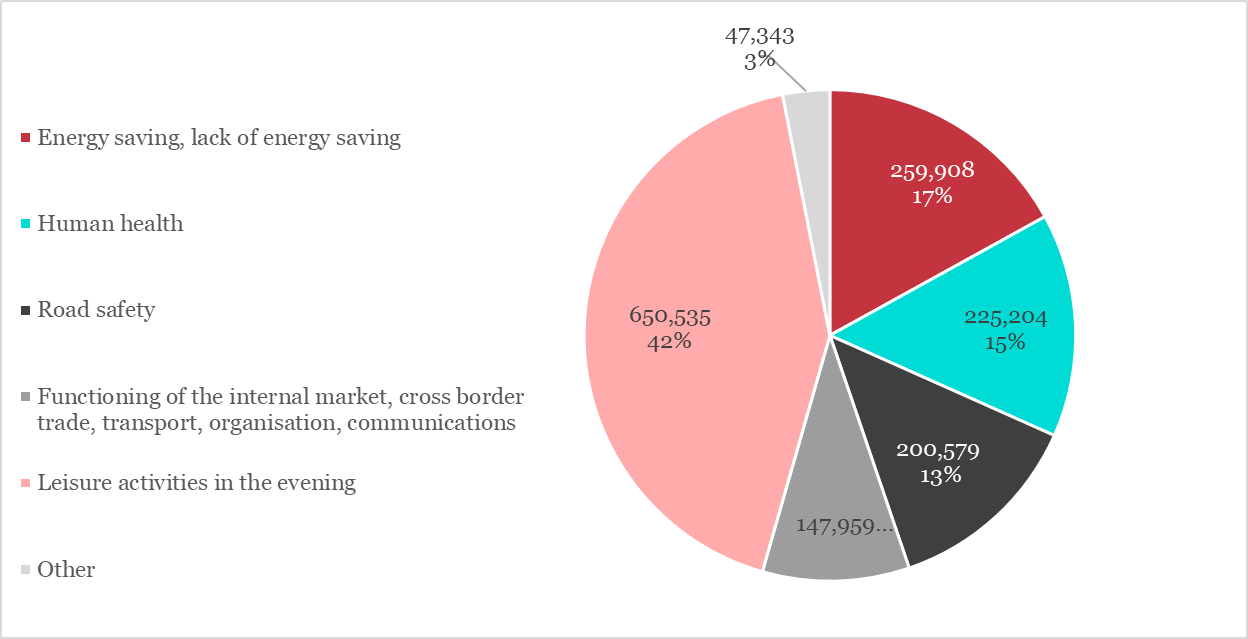 Energy saving, lack of energy saving
Human health
Road safety
Functioning of the internal market, cross border
trade, transport, organisation, communications
Leisure activities in the evening
Other
47,343
3%
259,908
17%
225,204
15%
200,579
13%
147,959...
650,535
42%